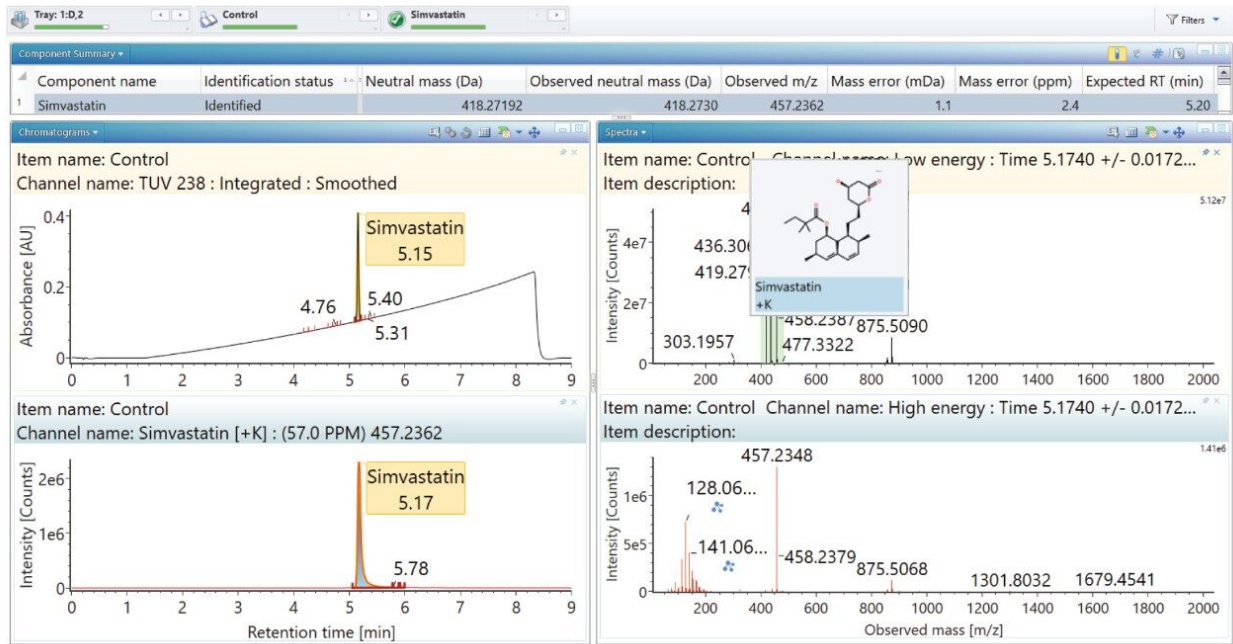 Tray: 1:D,2 Control Simvastatin Filters
Component Summary
Component name Identification status 1 Neutral mass (Da) Observed neutral mass (Da) Observed m/z Mass error (mDa) Mass error (ppm) Expected RT (min)
1 Simvastatin Identified 418.27192 418.2730 457.2362 1.1 2.4 5.20
Chromatograms
Item name: Control
Channel name: TUV 238 : Integrated : Smoothed
Absorbance [AU]
0.4
0.2
0
Simvastatin
5.15
4.76
5.40
5.31
0 1 2 3 4 5 6 7 8 9
Item name: Control
Channel name: Simvastatin [+K] : (57.0 PPM) 457.2362
Intensity [Counts]
2e6
1e6
0
Simvastatin
5.17
5.78
0 1 2 3 4 5 6 7 8 9
Retention time [min]
Spectra
Item name: Control Channel name: Low energy : Time 5.1740 +/- 0.0172...
Item description:
5.12e7
Intensity [Counts]
4e7
2e7
0
436.306
419.279
Simvastatin
+K
303.1957
458.2387
477.3322
875.5090
200 400 600 800 1000 1200 1400 1600 1800 2000
Item name: Control Channel name: High energy : Time 5.1740 +/- 0.0172...
Item description:
1.41e6
Intensity [Counts]
1e6
5e5
0
457.2348
128.06...
141.06...
458.2379
875.5068
1301.8032
1679.4541
200 400 600 800 1000 1200 1400 1600 1800 2000
Observed mass [m/z]